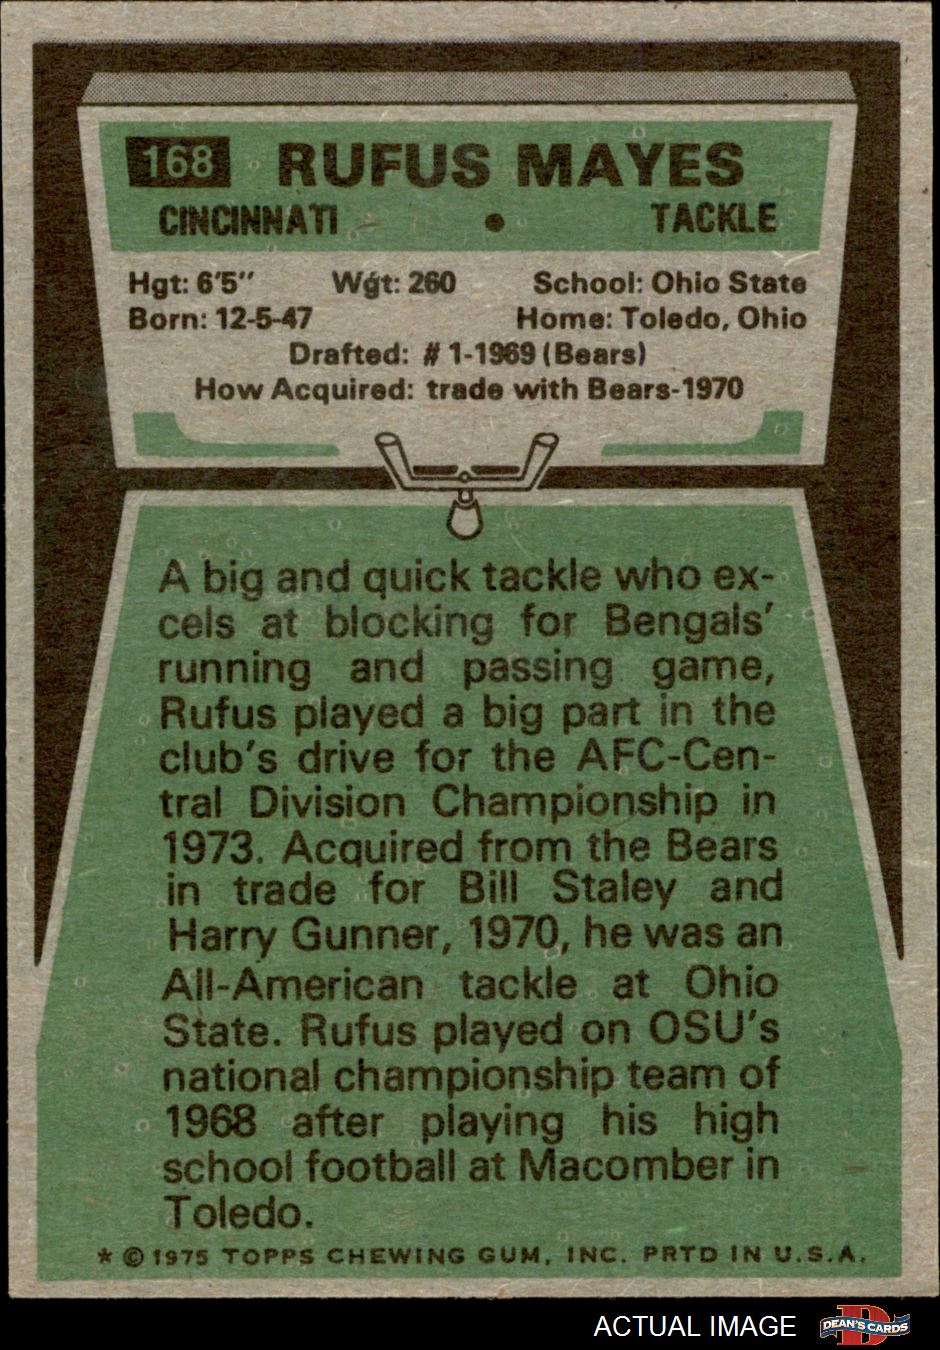 168 RUFUS MAYES
CINCINNATI • TACKLE
Hgt: 6'5" Wgt: 260 School: Ohio State
Born: 12-5-47 Home: Toledo, Ohio
Drafted: #1-1969 (Bears)
How Acquired: trade with Bears-1970
A big and quick tackle who ex-
cels at blocking for Bengals'
running and passing game,
Rufus played a big part in the
club's drive for the AFC-Cen-
tral Division Championship in
1973. Acquired from the Bears
in trade for Bill Staley and
Harry Gunner, 1970, he was an
All-American tackle at Ohio
State. Rufus played on OSU's
national championship team of
1968 after playing his high
school football at Macomber in
Toledo.
* © 1975 TOPPS CHEWING GUM, INC. PRTD IN U.S.A.
ACTUAL IMAGE DEAN'S CARDS